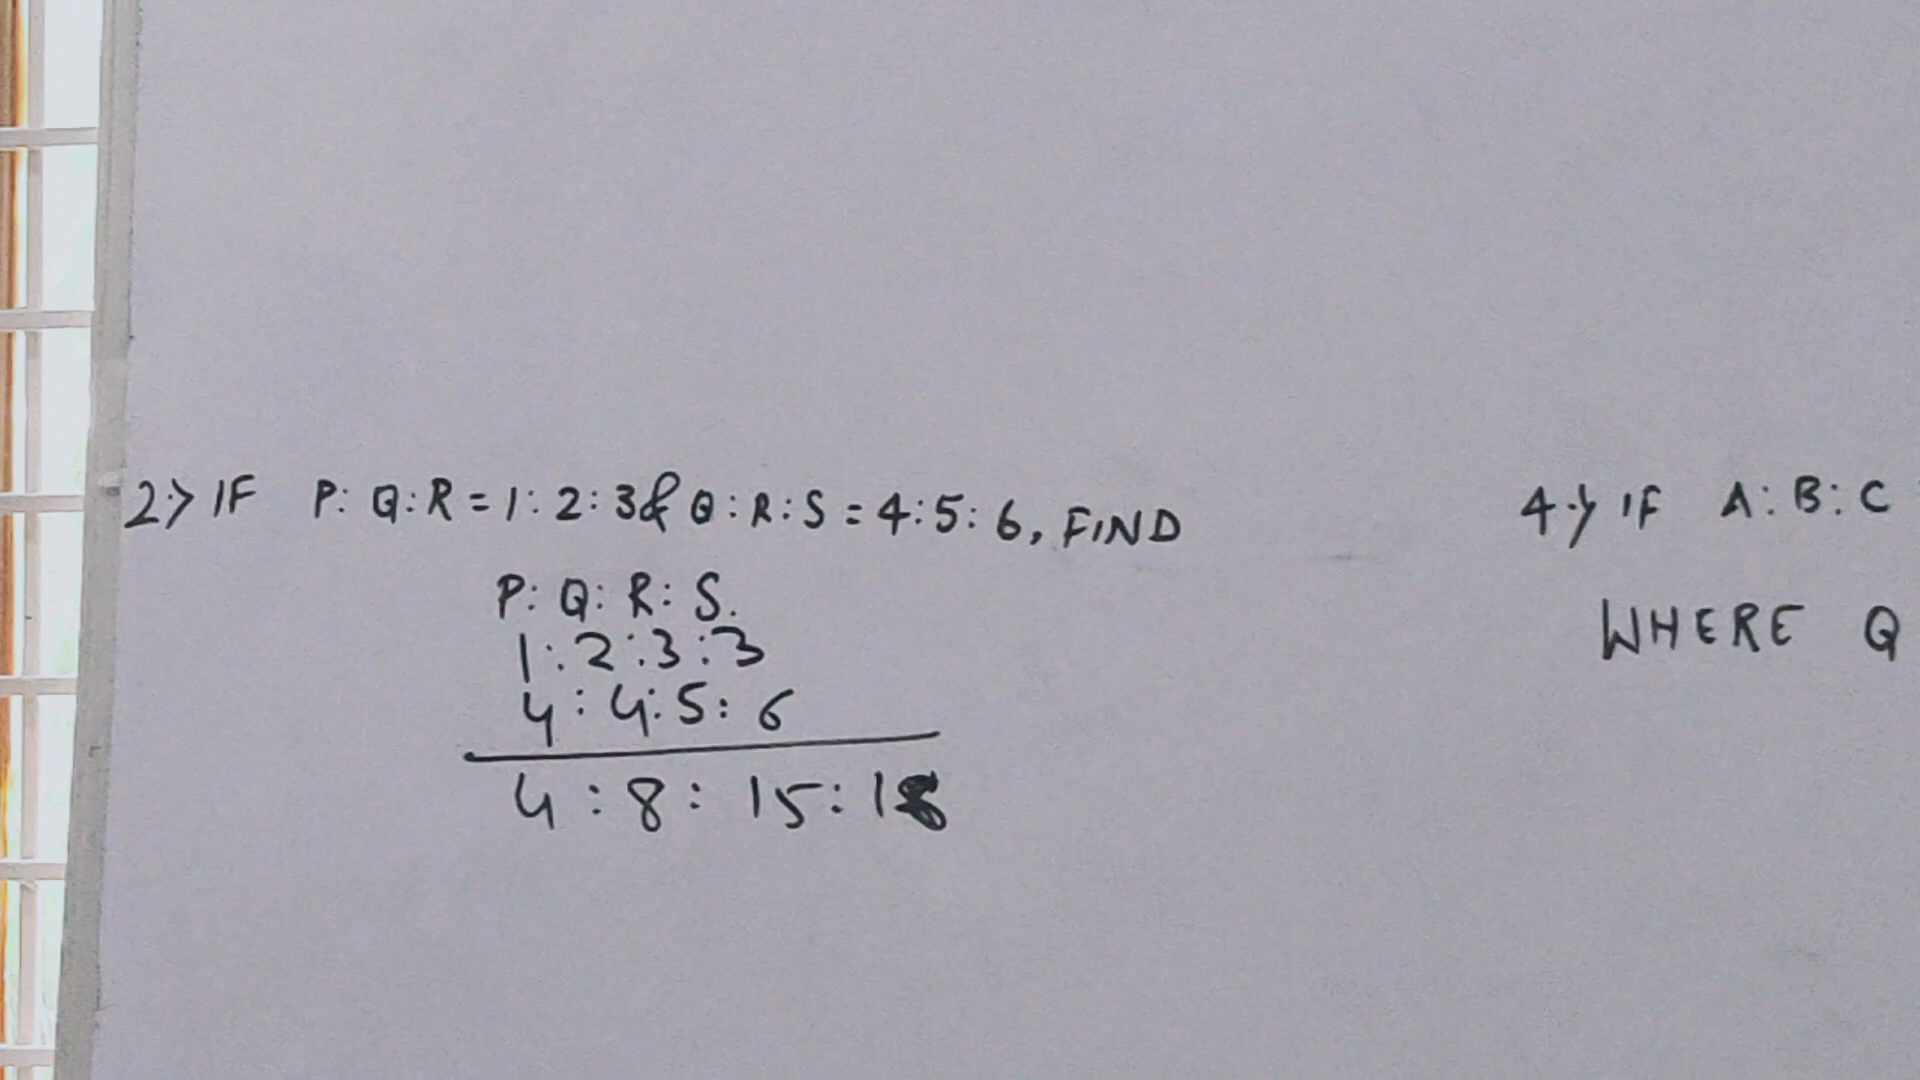 2·> IF P: Q:R = 1:2:3 & Q:R:S = 4:5:6, FIND
P: Q: R: S.
1:2:3:3
4:4:5:6
4:8:15:18
4·> IF A:B:C
WHERE Q